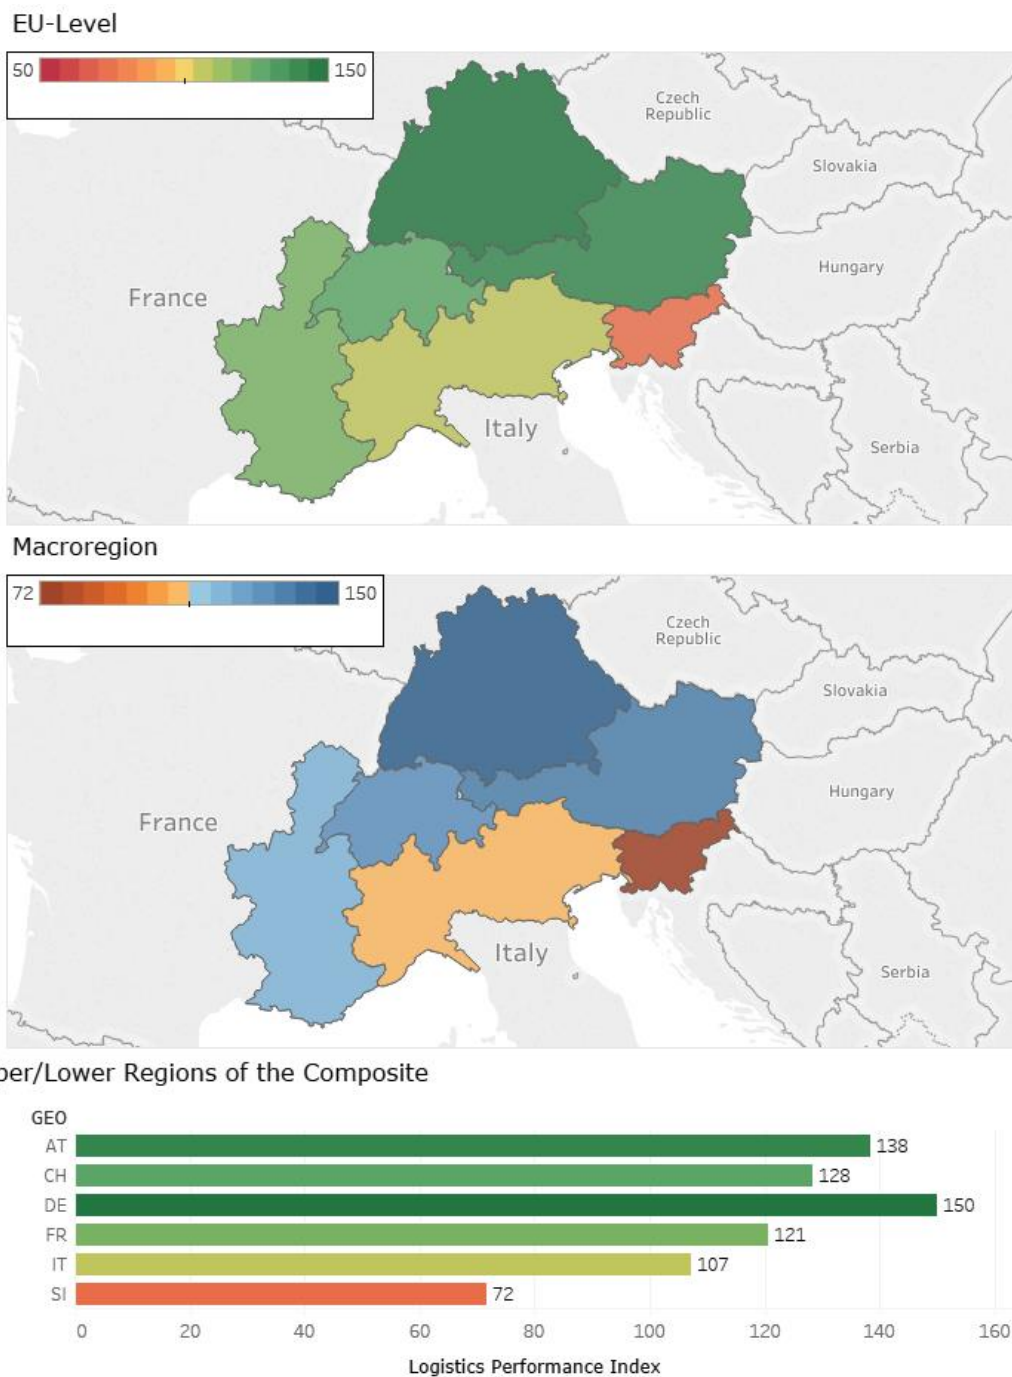 EU-Level
50 150
Czech
Republic
Slovakia
Hungary
France
Italy
Serbia
Macroregion
72 150
Czech
Republic
Slovakia
Hungary
France
Italy
Serbia
per/Lower Regions of the Composite
GEO
AT 138
CH 128
DE 150
FR 121
IT 107
SI 72
0 20 40 60 80 100 120 140 160
Logistics Performance Index